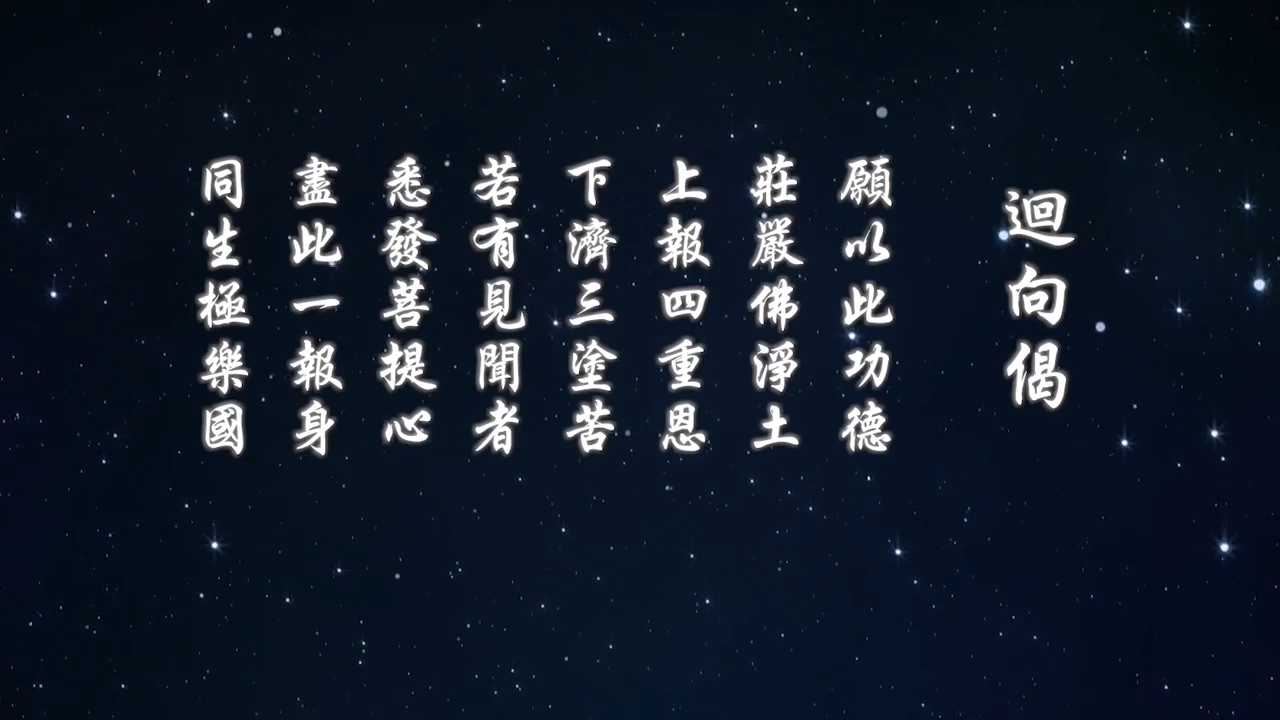 迴向偈
願以此功德
莊嚴佛淨土
上報四重恩
下濟三塗苦
若有見聞者
悉發菩提心
盡此一報身
同生極樂國